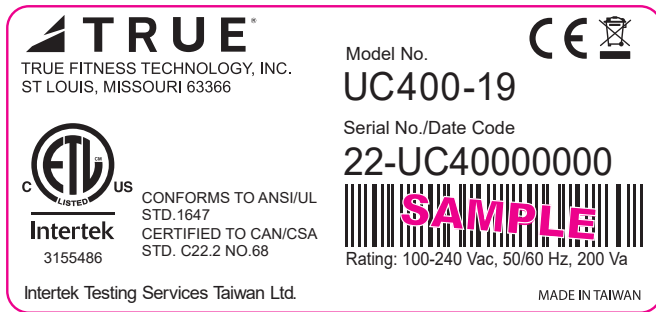 TRUE®
TRUE FITNESS TECHNOLOGY, INC.
ST LOUIS, MISSOURI 63366
C ETL CM LISTED US
Intertek
3155486
CONFORMS TO ANSI/UL
STD.1647
CERTIFIED TO CAN/CSA
STD. C22.2 NO.68
Intertek Testing Services Taiwan Ltd.
CE
Model No.
UC400-19
Serial No./Date Code
22-UC40000000
SAMPLE
Rating: 100-240 Vac, 50/60 Hz, 200 Va
MADE IN TAIWAN